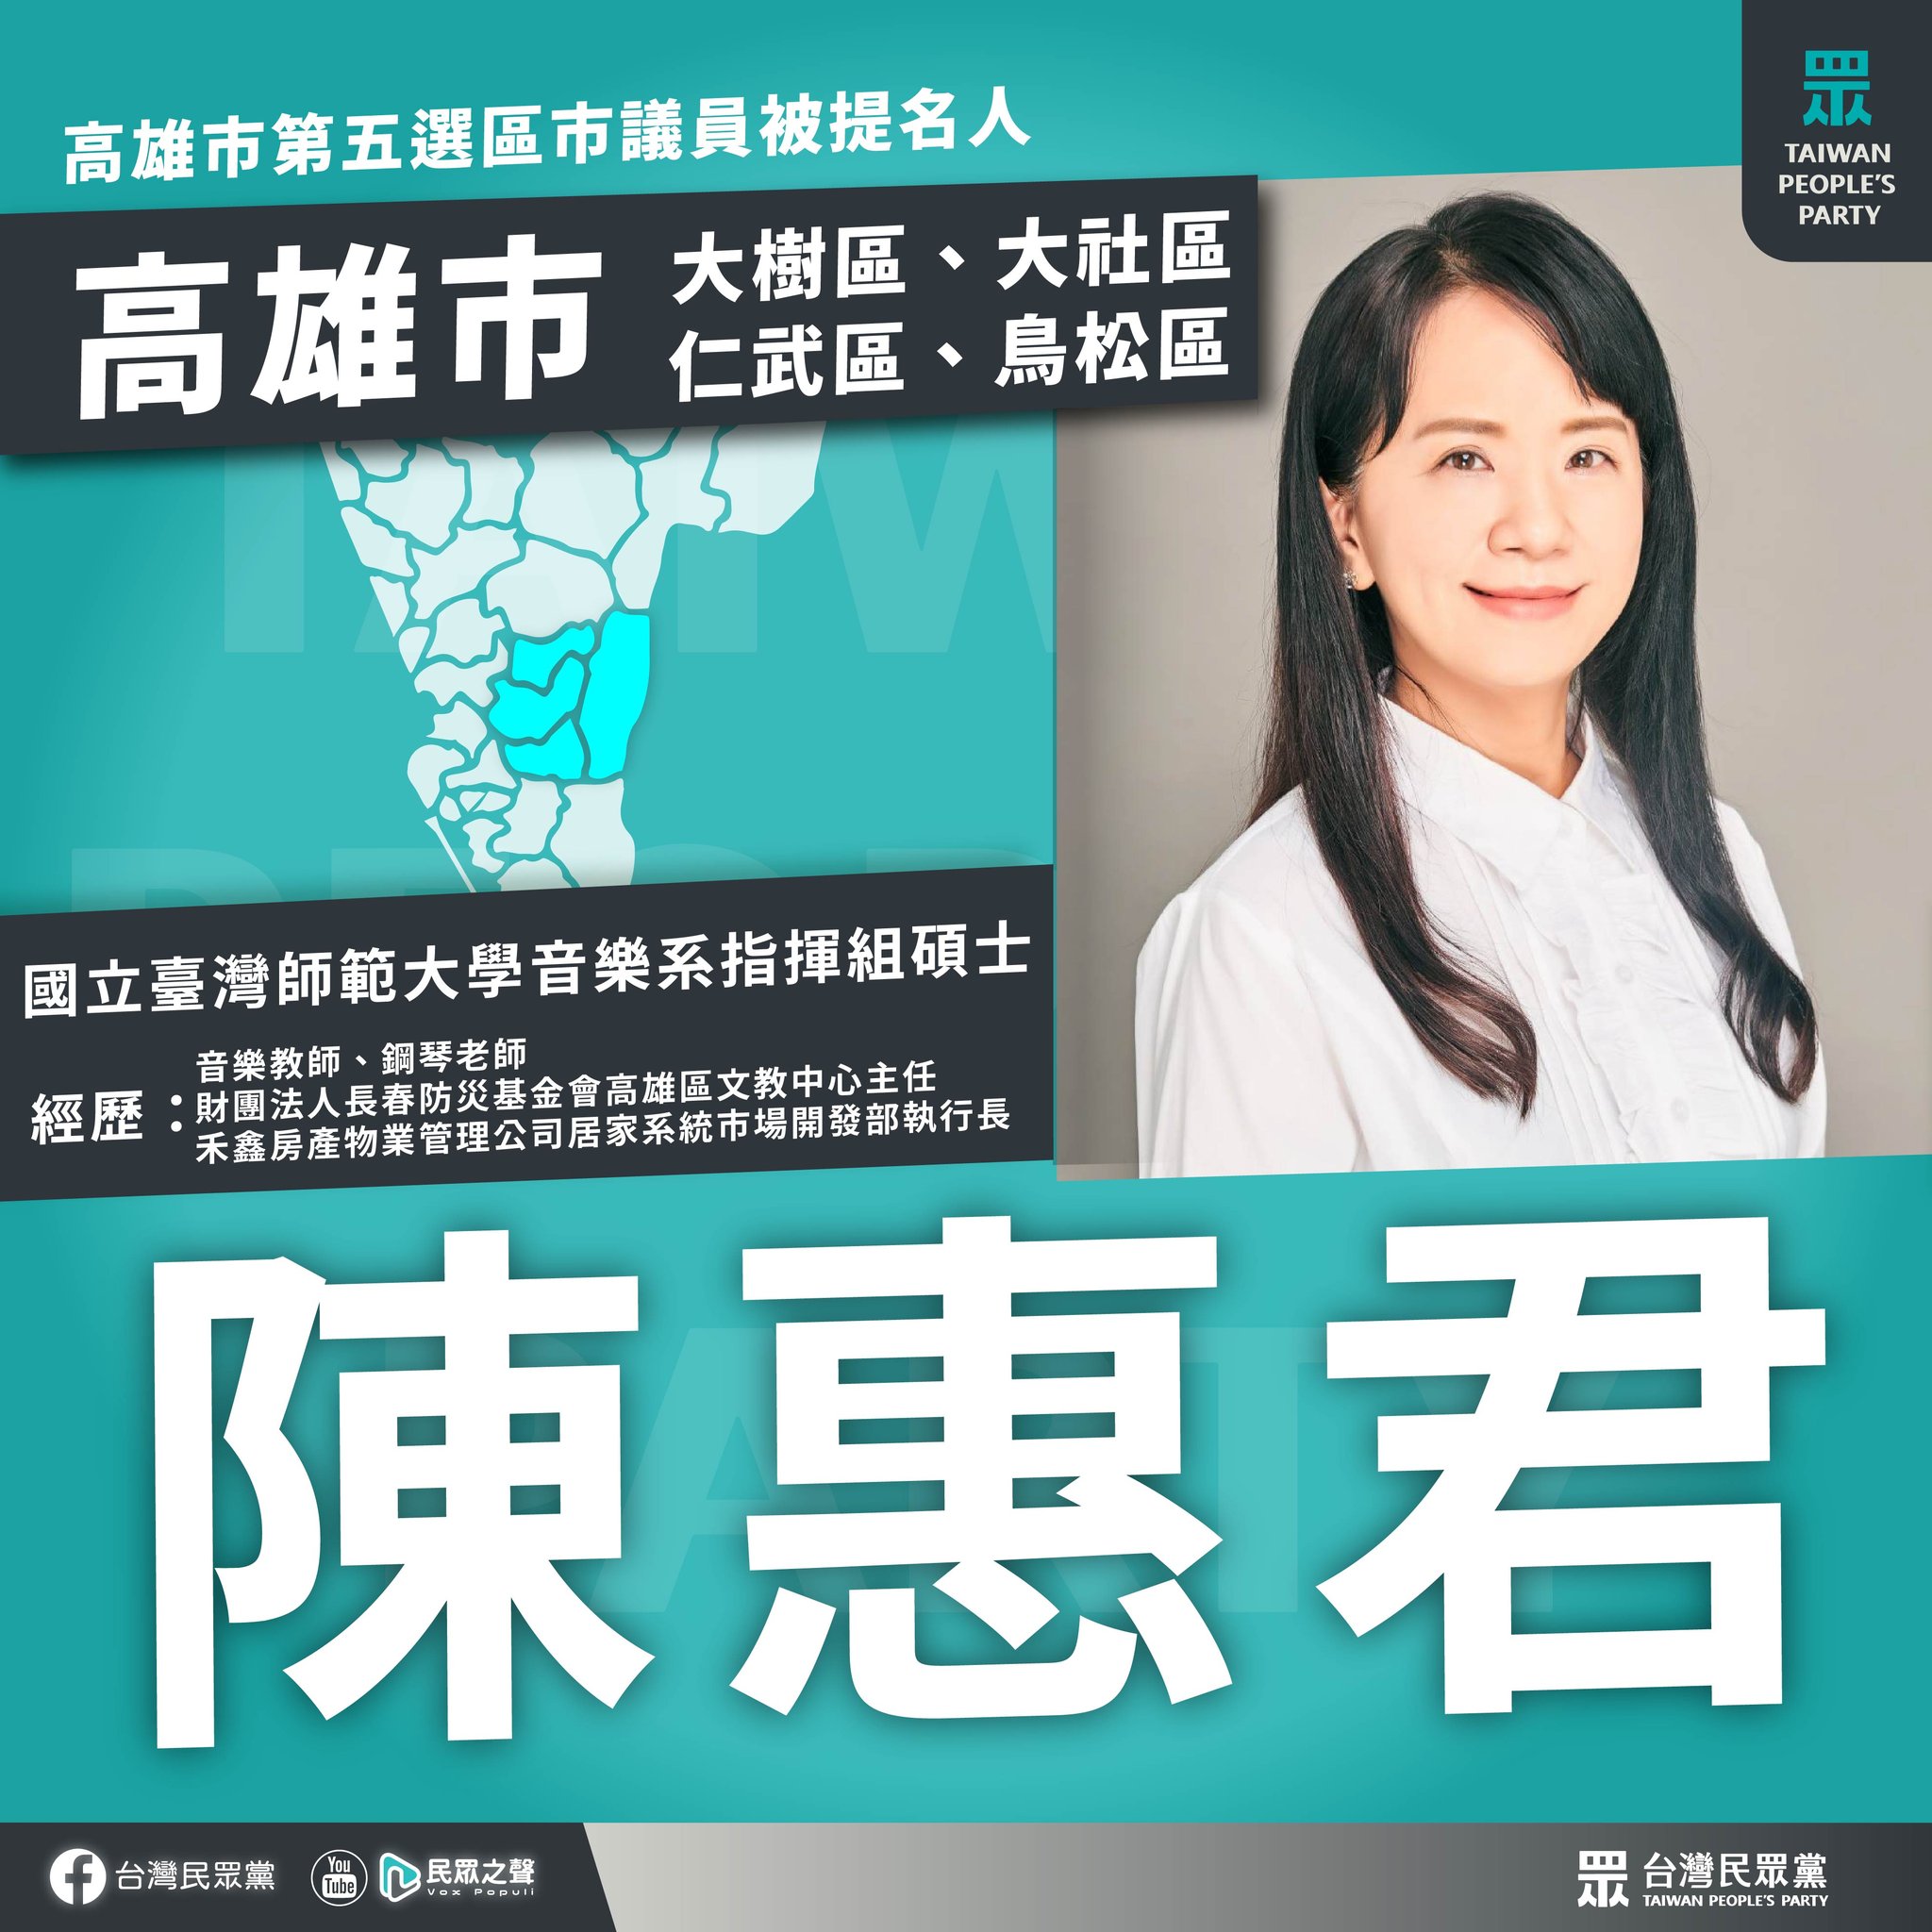 高雄市第五選區市議員被提名人
眾
TAIWAN
PEOPLE'S
PARTY
高雄市
大樹區、大社區
仁武區、鳥松區
TAIW
PEOP
國立臺灣師範大學音樂系指揮組碩士
經歷：
音樂教師、鋼琴老師
財團法人長春防災基金會高雄區文教中心主任
禾鑫房產物業管理公司居家系統市場開發部執行長
陳惠君
PARTY
台灣民眾黨
You
Tube
民眾之聲
Vox Populi
眾
台灣民眾黨
TAIWAN PEOPLE'S PARTY